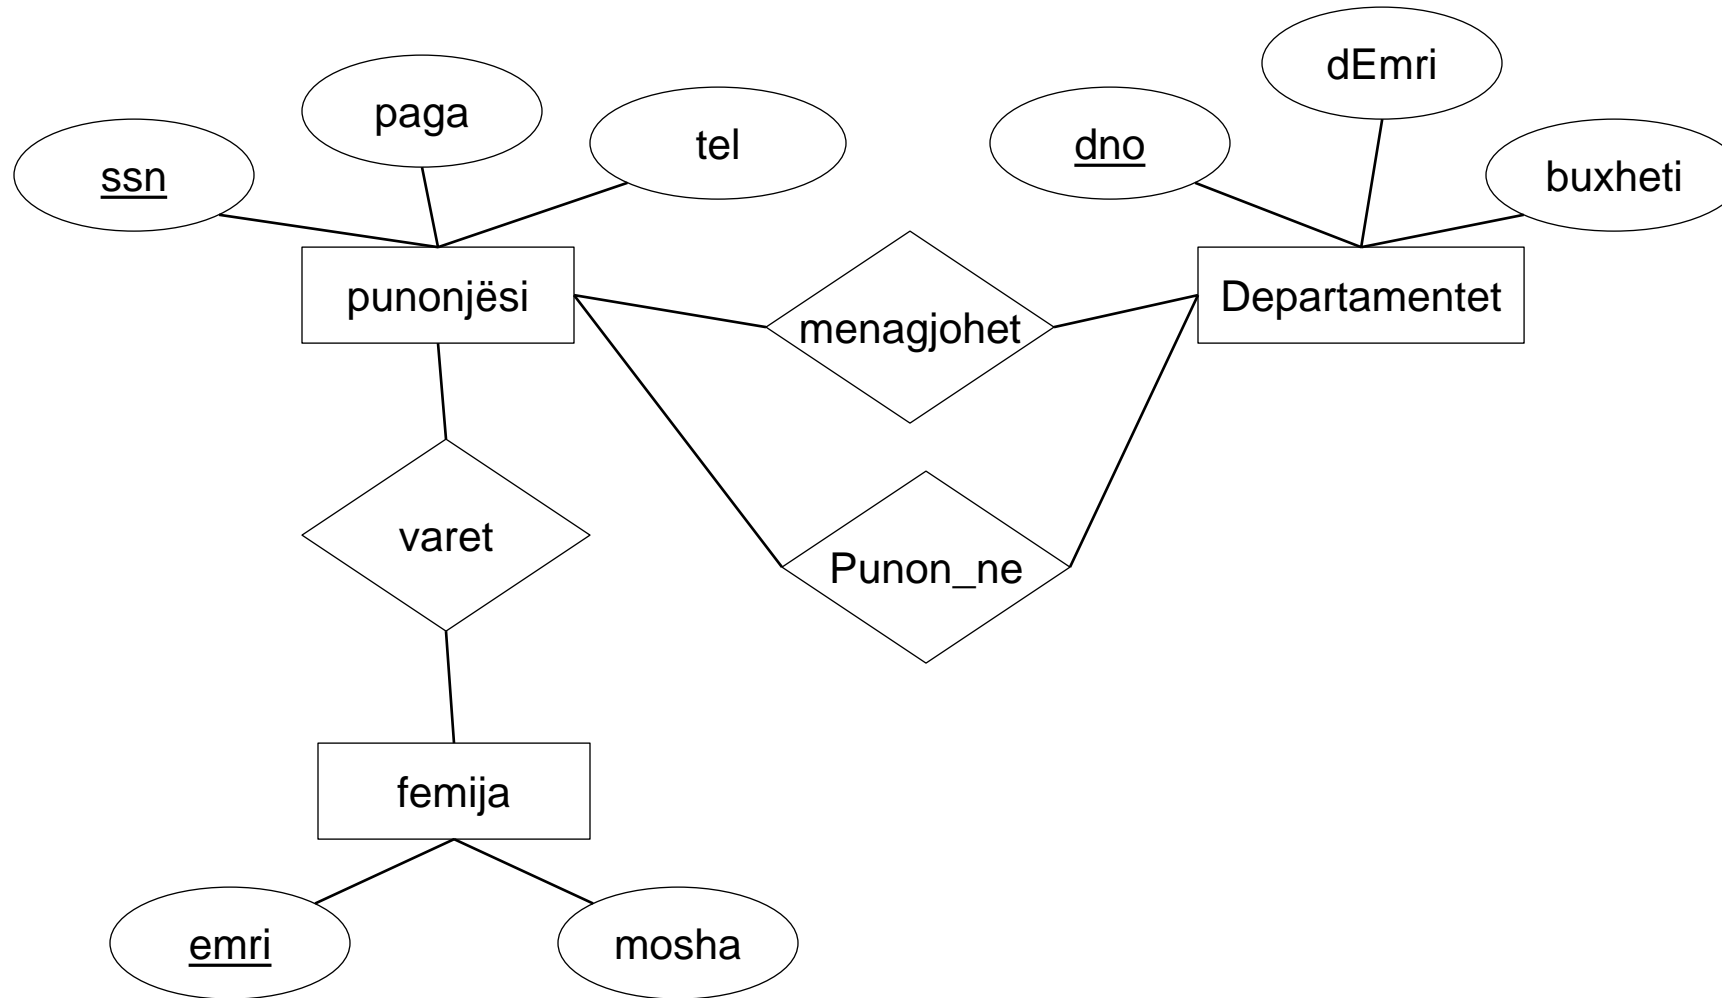 dEmri
paga
tel
dno
ssn
buxheti
punonjësi
menagjohet
Departamentet
varet
Punon_ne
femija
emri
mosha